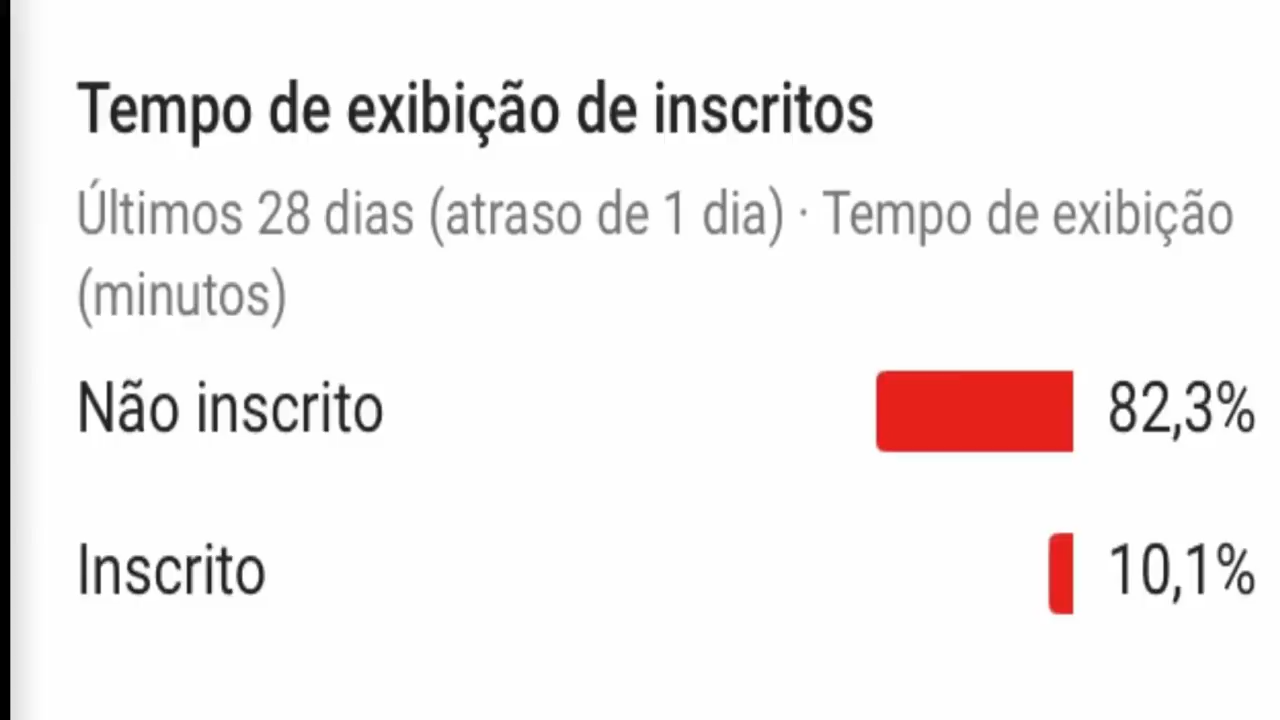 Tempo de exibição de inscritos
Últimos 28 dias (atraso de 1 dia) · Tempo de exibição
(minutos)
Não inscrito 82,3%
Inscrito 10,1%